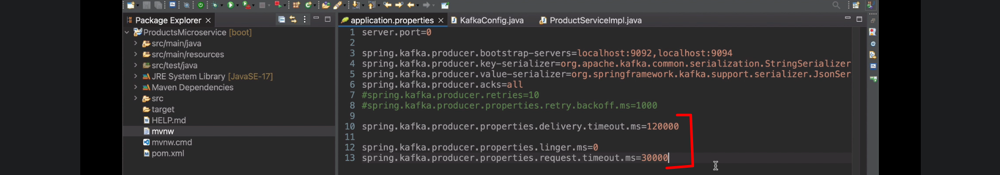 Package Explorer
ProductsMicroservice [boot]
src/main/java
src/main/resources
src/test/java
JRE System Library [JavaSE-17]
Maven Dependencies
src
target
HELP.md
mvnw
mvnw.cmd
pom.xml
application.properties KafkaConfig.java ProductServiceImpl.java
1 server.port=0
2
3 spring.kafka.producer.bootstrap-servers=localhost:9092,localhost:9094
4 spring.kafka.producer.key-serializer=org.apache.kafka.common.serialization.StringSerializer
5 spring.kafka.producer.value-serializer=org.springframework.kafka.support.serializer.JsonSer
6 spring.kafka.producer.acks=all
7 #spring.kafka.producer.retries=10
8 #spring.kafka.producer.properties.retry.backoff.ms=1000
9
10 spring.kafka.producer.properties.delivery.timeout.ms=120000
11
12 spring.kafka.producer.properties.linger.ms=0
13 spring.kafka.producer.properties.request.timeout.ms=30000